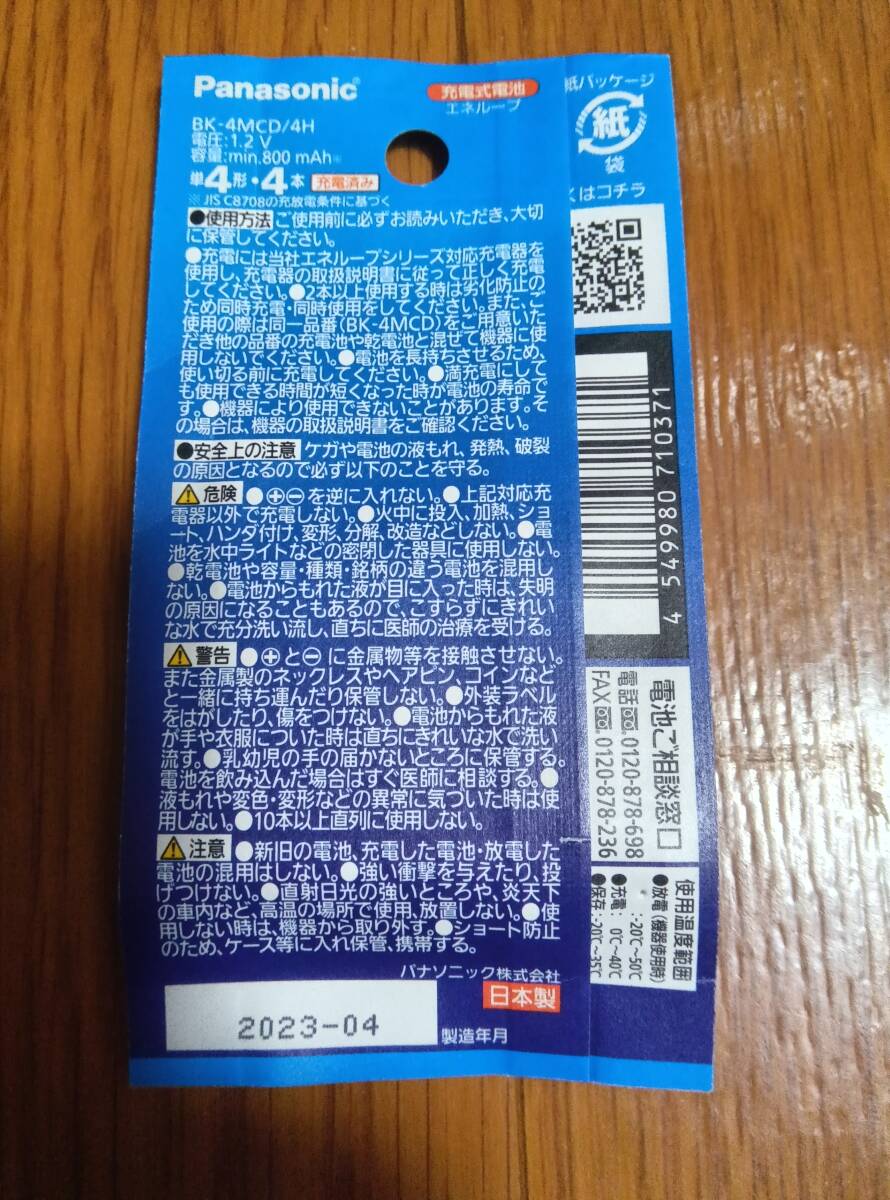 Panasonic
充電式電池
エネループ
BK-4MCD/4H
電圧:1.2 V
容量:min.800 mAh※
単4形・4本 充電済み
※ JIS C8708の充放電条件に基づく
●使用方法 ご使用前に必ずお読みいただき、大切
に保管してください。
●充電には当社エネループシリーズ対応充電器を
使用し、充電器の取扱説明書に従って正しく充電
してください。●2本以上使用する時は劣化防止の
ため同時充電・同時使用をしてください。また、ご
使用の際は同一品番(BK-4MCD)をご用意いた
だき他の品番の充電池や乾電池と混ぜて機器に使
用しないでください。●電池を長持ちさせるため、
使い切る前に充電してください。●満充電にして
も使用できる時間が短くなった時が電池の寿命で
す。●機器により使用できないことがあります。そ
の場合は、機器の取扱説明書をご確認ください。
●安全上の注意 ケガや電池の液もれ、発熱、破裂
の原因となるので必ず以下のことを守る。
危険 ●⊕⊖を逆に入れない。●上記対応充
電器以外で充電しない。●火中に投入、加熱、ショ
ート、ハンダ付け、変形、分解、改造などしない。●電
池を水中ライトなどの密閉した器具に使用しない。
●乾電池や容量・種類・銘柄の違う電池を混用し
ない。●電池からもれた液が目に入った時は、失明
の原因になることもあるので、こすらずにきれい
な水で充分洗い流し、直ちに医師の治療を受ける。
警告 ●⊕と⊖に金属物等を接触させない。
また金属製のネックレスやヘアピン、コインなど
と一緒に持ち運んだり保管しない。●外装ラベル
をはがしたり、傷をつけない。●電池からもれた液
が手や衣服についた時は直ちにきれいな水で洗い
流す。●乳幼児の手の届かないところに保管する。
電池を飲み込んだ場合はすぐ医師に相談する。●
液もれや変色・変形などの異常に気づいた時は使
用しない。●10本以上直列に使用しない。
注意 ●新旧の電池、充電した電池・放電した
電池の混用はしない。●強い衝撃を与えたり、投
げつけない。●直射日光の強いところや、炎天下
の車内など、高温の場所で使用、放置しない。●使
用しない時は、機器から取り外す。●ショート防止
のため、ケース等に入れ保管、携帯する。
パナソニック株式会社
日本製
2023-04 製造年月
紙パッケージ
紙
袋
くはコチラ
4 549980 710371
電池ご相談窓口
電話 0120-878-698
FAX 0120-878-236
使用温度範囲
●放電(機器使用時)
:-20℃～50℃
●充電: 0℃～40℃
●保存:-20℃～35℃